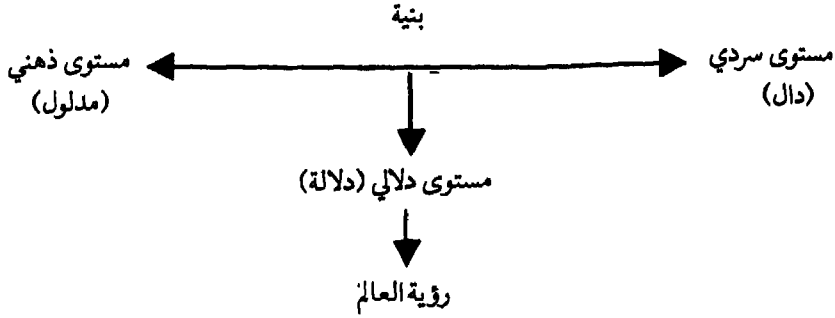 بنية
مستوى سردي
(دال)
مستوى ذهني
(مدلول)
مستوى دلالي (دلالة)
رؤية العالم